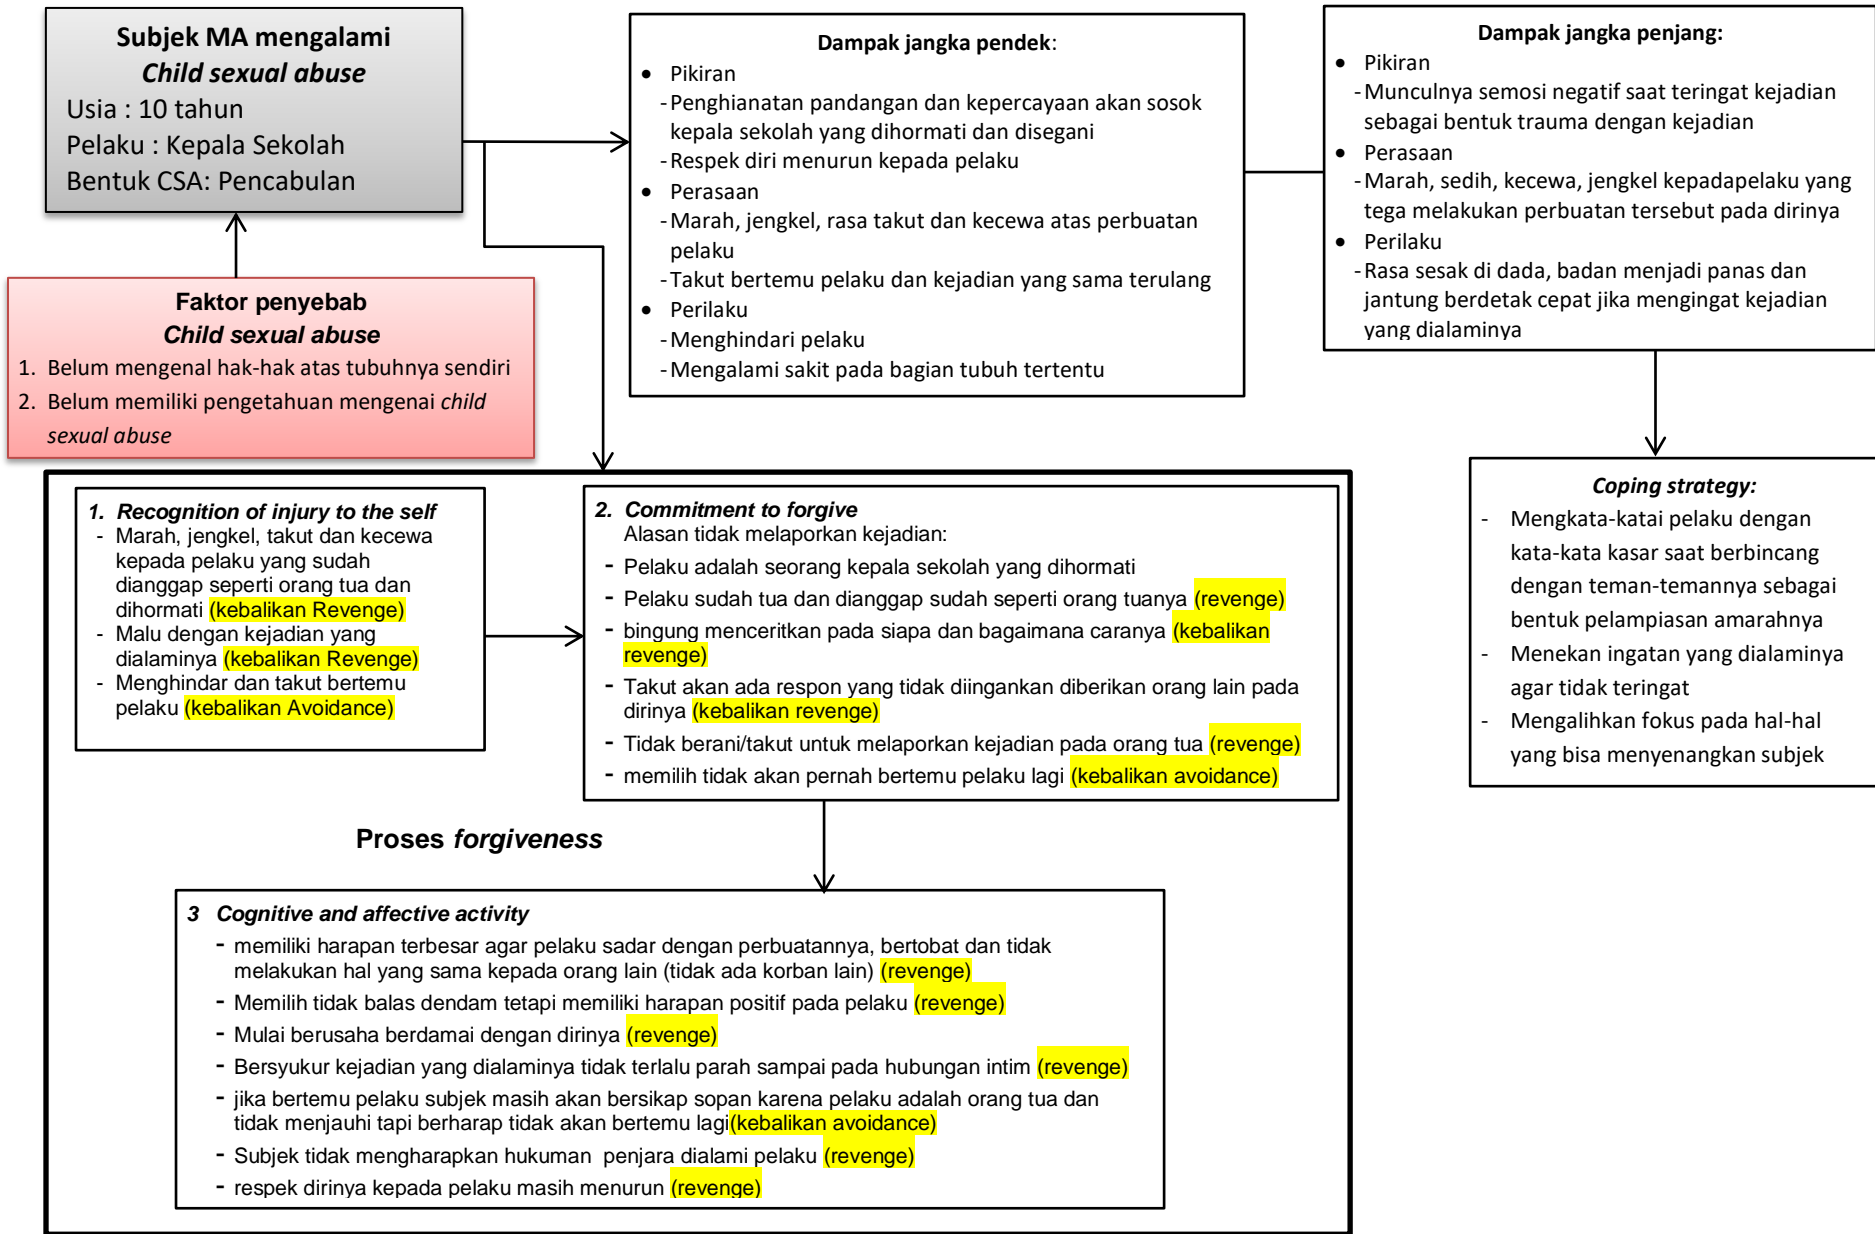 Subjek MA mengalami
Child sexual abuse
Usia : 10 tahun
Pelaku : Kepala Sekolah
Bentuk CSA: Pencabulan
Dampak jangka pendek:
• Pikiran
-Penghianatan pandangan dan kepercayaan akan sosok
kepala sekolah yang dihormati dan disegani
-Respek diri menurun kepada pelaku
• Perasaan
-Marah, jengkel, rasa takut dan kecewa atas perbuatan
pelaku
-Takut bertemu pelaku dan kejadian yang sama terulang
• Perilaku
-Menghindari pelaku
-Mengalami sakit pada bagian tubuh tertentu
Dampak jangka penjang:
• Pikiran
-Munculnya semosi negatif saat teringat kejadian
sebagai bentuk trauma dengan kejadian
• Perasaan
-Marah, sedih, kecewa, jengkel kepadapelaku yang
tega melakukan perbuatan tersebut pada dirinya
• Perilaku
-Rasa sesak di dada, badan menjadi panas dan
jantung berdetak cepat jika mengingat kejadian
yang dialaminya
Faktor penyebab
Child sexual abuse
1. Belum mengenal hak-hak atas tubuhnya sendiri
2. Belum memiliki pengetahuan mengenai child
sexual abuse
1. Recognition of injury to the self
- Marah, jengkel, takut dan kecewa
kepada pelaku yang sudah
dianggap seperti orang tua dan
dihormati (kebalikan Revenge)
- Malu dengan kejadian yang
dialaminya (kebalikan Revenge)
- Menghindar dan takut bertemu
pelaku (kebalikan Avoidance)
2. Commitment to forgive
Alasan tidak melaporkan kejadian:
- Pelaku adalah seorang kepala sekolah yang dihormati
- Pelaku sudah tua dan dianggap sudah seperti orang tuanya (revenge)
- bingung menceritkan pada siapa dan bagaimana caranya (kebalikan
revenge)
- Takut akan ada respon yang tidak diingankan diberikan orang lain pada
dirinya (kebalikan revenge)
- Tidak berani/takut untuk melaporkan kejadian pada orang tua (revenge)
- memilih tidak akan pernah bertemu pelaku lagi (kebalikan avoidance)
Coping strategy:
- Mengkata-katai pelaku dengan
kata-kata kasar saat berbincang
dengan teman-temannya sebagai
bentuk pelampiasan amarahnya
- Menekan ingatan yang dialaminya
agar tidak teringat
- Mengalihkan fokus pada hal-hal
yang bisa menyenangkan subjek
Proses forgiveness
3 Cognitive and affective activity
- memiliki harapan terbesar agar pelaku sadar dengan perbuatannya, bertobat dan tidak
melakukan hal yang sama kepada orang lain (tidak ada korban lain) (revenge)
- Memilih tidak balas dendam tetapi memiliki harapan positif pada pelaku (revenge)
- Mulai berusaha berdamai dengan dirinya (revenge)
- Bersyukur kejadian yang dialaminya tidak terlalu parah sampai pada hubungan intim (revenge)
- jika bertemu pelaku subjek masih akan bersikap sopan karena pelaku adalah orang tua dan
tidak menjauhi tapi berharap tidak akan bertemu lagi(kebalikan avoidance)
- Subjek tidak mengharapkan hukuman penjara dialami pelaku (revenge)
- respek dirinya kepada pelaku masih menurun (revenge)